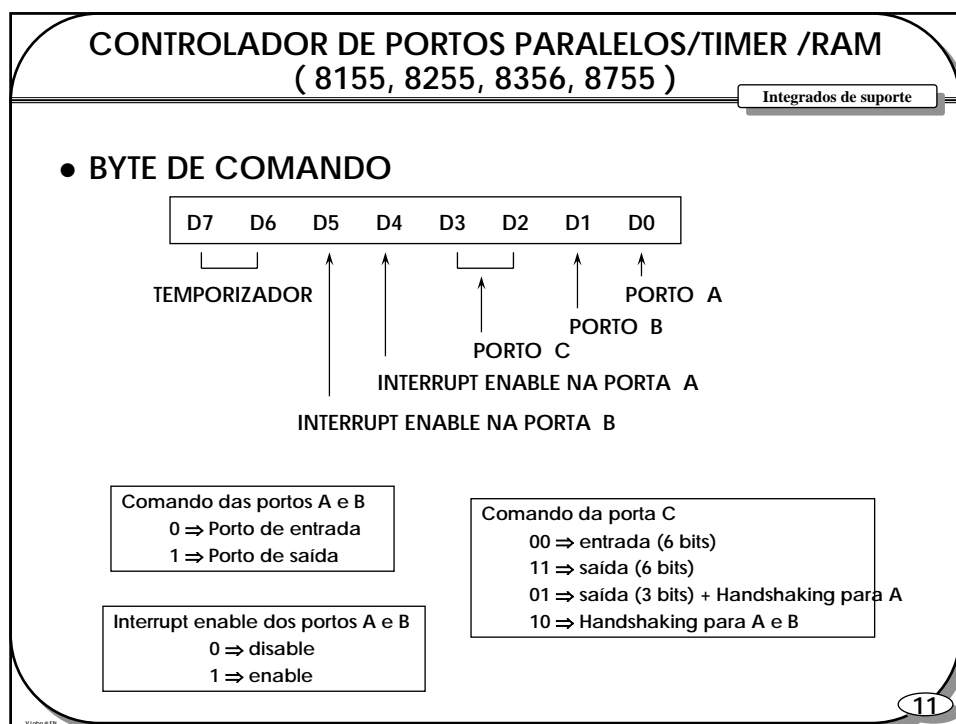 CONTROLADOR DE PORTOS PARALELOS/TIMER /RAM
( 8155, 8255, 8356, 8755 )
Integrados de suporte
● BYTE DE COMANDO
D7 D6 D5 D4 D3 D2 D1 D0
TEMPORIZADOR
PORTO A
PORTO B
PORTO C
INTERRUPT ENABLE NA PORTA A
INTERRUPT ENABLE NA PORTA B
Comando das portos A e B
0 ⇒ Porto de entrada
1 ⇒ Porto de saída
Comando da porta C
00 ⇒ entrada (6 bits)
11 ⇒ saída (6 bits)
01 ⇒ saída (3 bits) + Handshaking para A
10 ⇒ Handshaking para A e B
Interrupt enable dos portos A e B
0 ⇒ disable
1 ⇒ enable
11